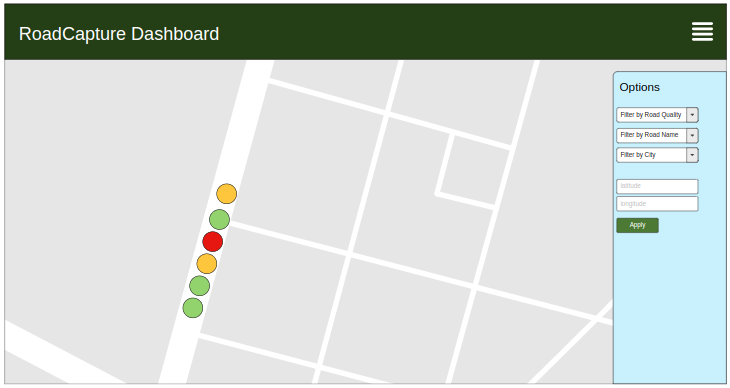 RoadCapture Dashboard
Options
Filter by Road Quality
Filter by Road Name
Filter by City
latitude
longitude
Apply